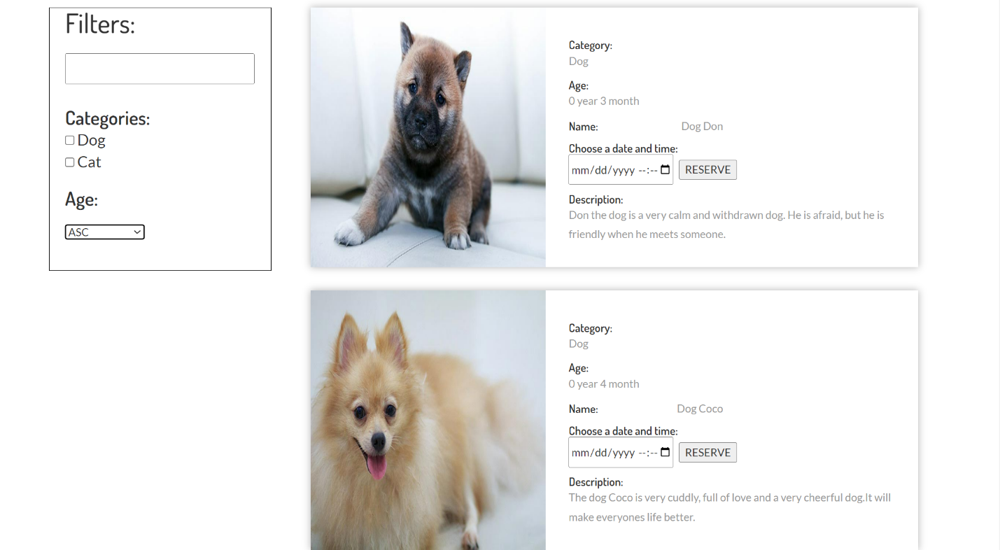 Filters:
Categories:
Dog
Cat
Age:
ASC
Category:
Dog
Age:
0 year 3 month
Name: Dog Don
Choose a date and time:
mm/dd/yyyy --:-- RESERVE
Description:
Don the dog is a very calm and withdrawn dog. He is afraid, but he is
friendly when he meets someone.
Category:
Dog
Age:
0 year 4 month
Name: Dog Coco
Choose a date and time:
mm/dd/yyyy --:-- RESERVE
Description:
The dog Coco is very cuddly, full of love and a very cheerful dog.It will
make everyones life better.